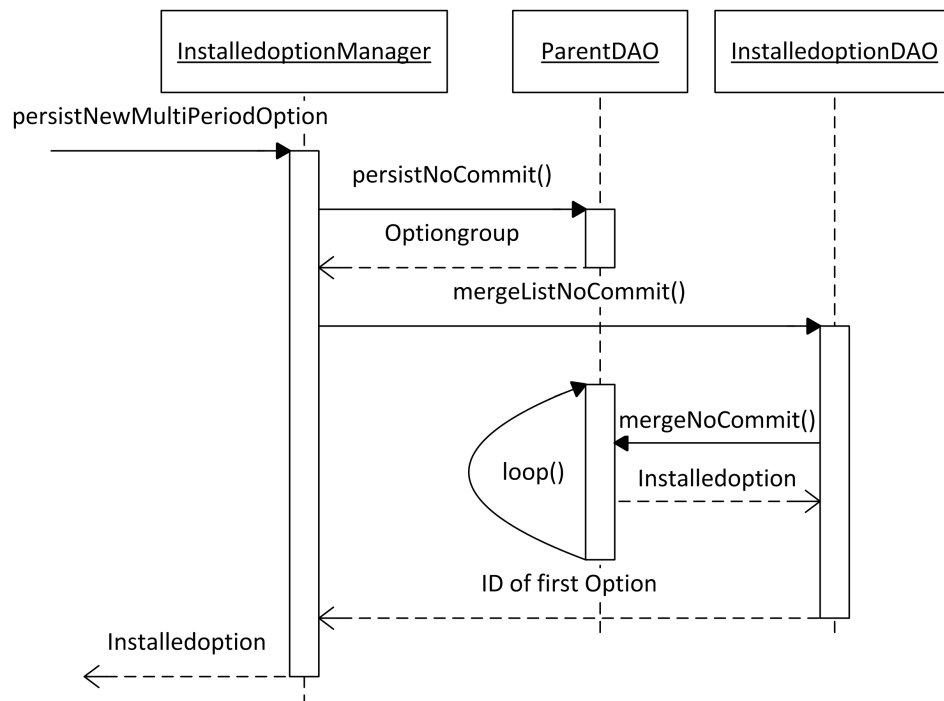 InstalledoptionManager
ParentDAO
InstalledoptionDAO
persistNewMultiPeriodOption
persistNoCommit()
Optiongroup
mergeListNoCommit()
mergeNoCommit()
loop()
Installedoption
ID of first Option
Installedoption